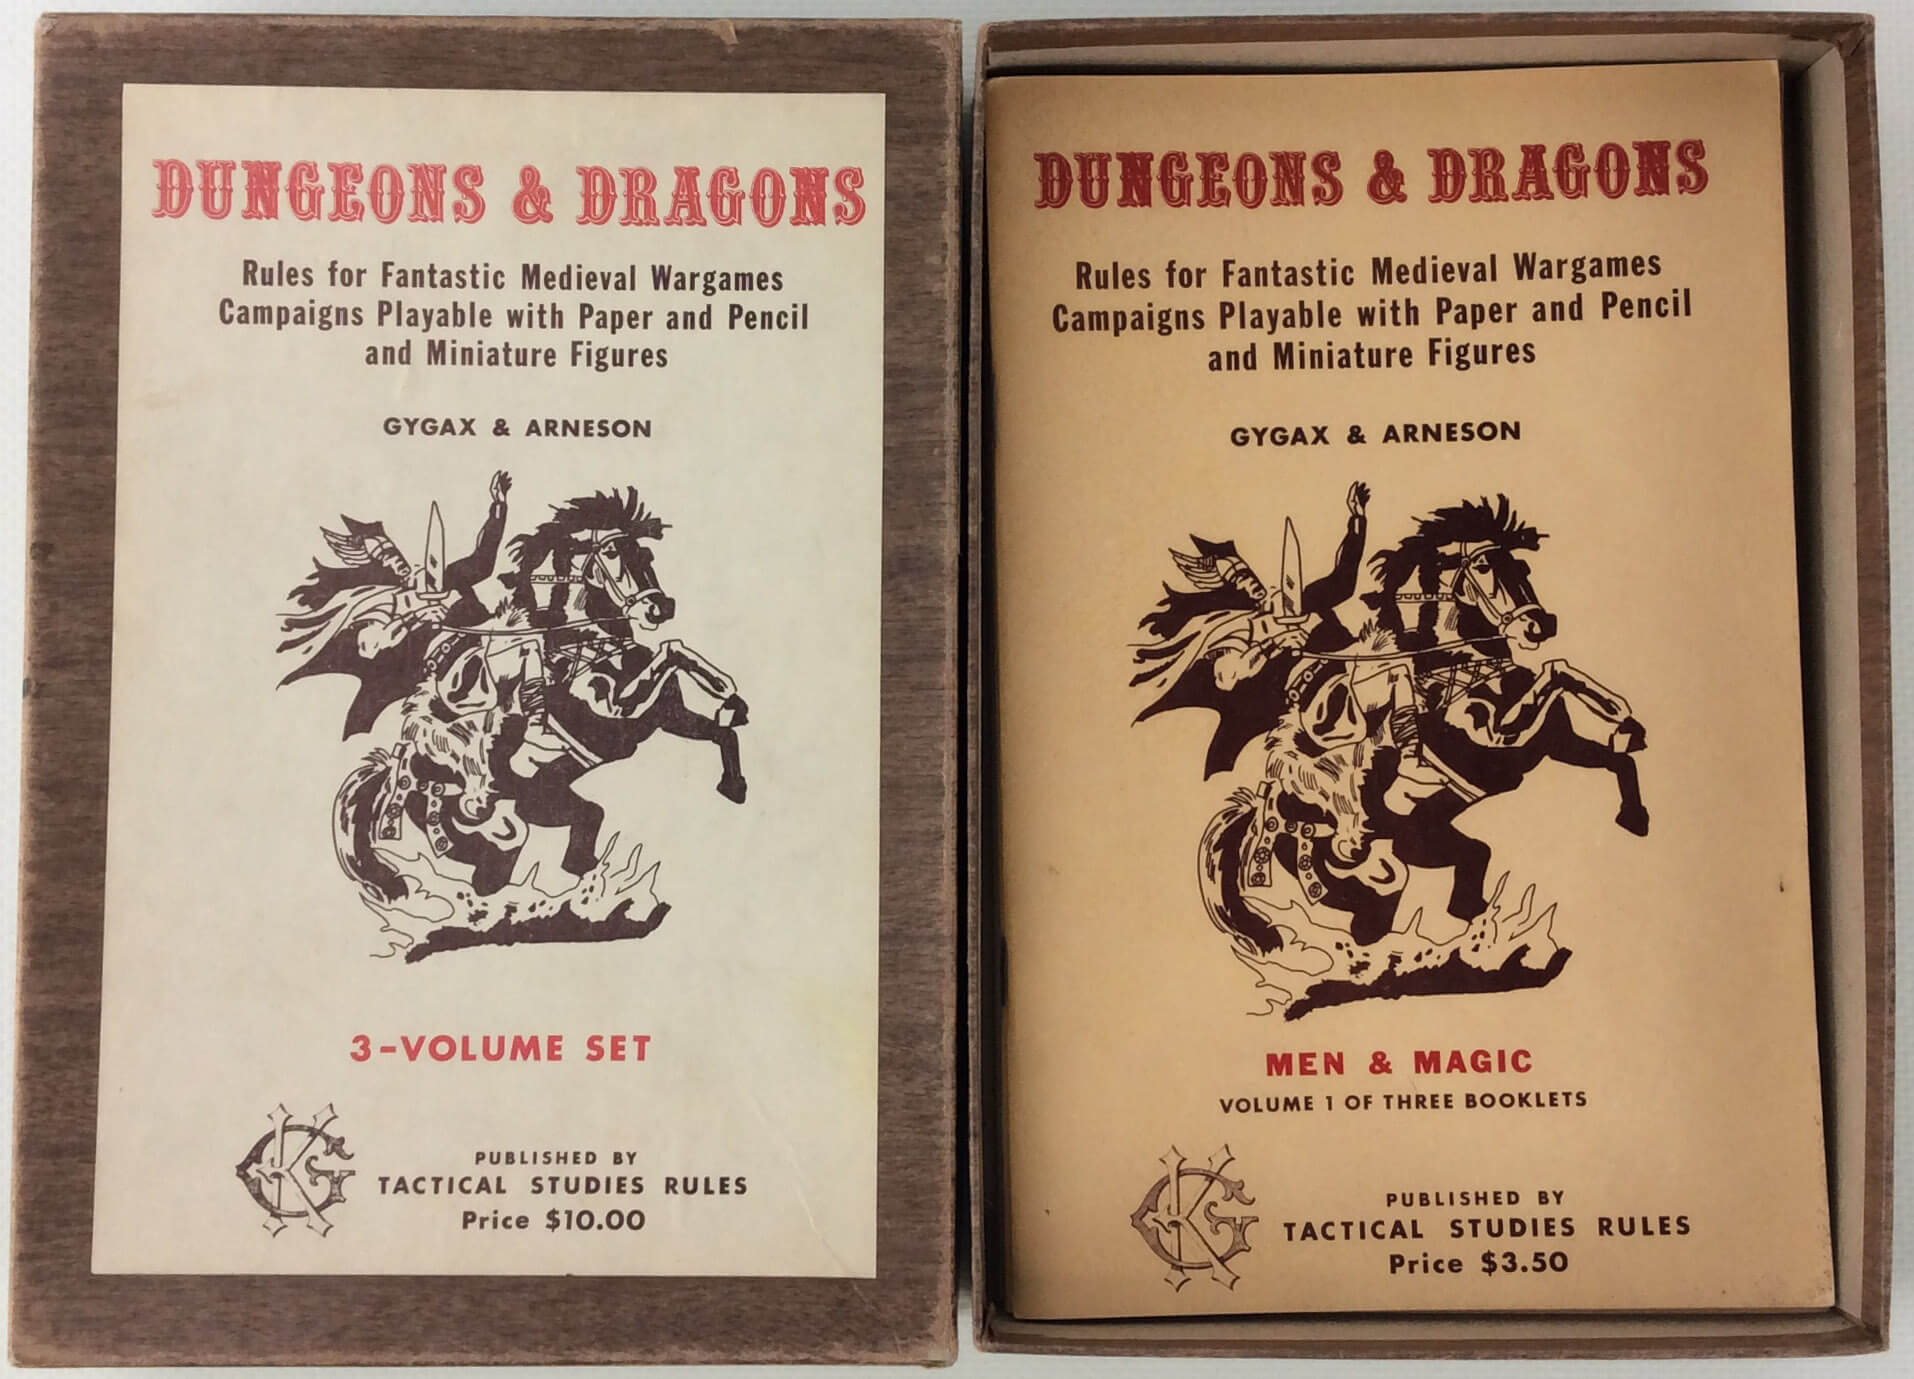 DUNGEONS & DRAGONS
Rules for Fantastic Medieval Wargames
Campaigns Playable with Paper and Pencil
and Miniature Figures
GYGAX & ARNESON
3-VOLUME SET
GK
PUBLISHED BY
TACTICAL STUDIES RULES
Price $10.00
DUNGEONS & DRAGONS
Rules for Fantastic Medieval Wargames
Campaigns Playable with Paper and Pencil
and Miniature Figures
GYGAX & ARNESON
MEN & MAGIC
VOLUME 1 OF THREE BOOKLETS
GK
PUBLISHED BY
TACTICAL STUDIES RULES
Price $3.50